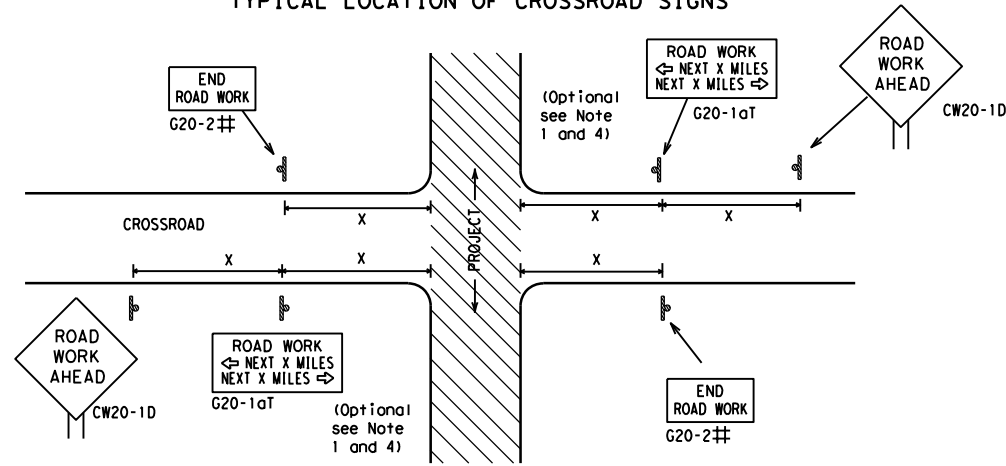 TYPICAL LOCATION OF CROSSROAD SIGNS
END
ROAD WORK
G20-2#
(Optional
see Note
1 and 4)
ROAD WORK
⇦ NEXT X MILES
NEXT X MILES ⇨
G20-1aT
ROAD
WORK
AHEAD
CW20-1D
X
X
X
CROSSROAD
PROJECT
X
X
X
ROAD
WORK
AHEAD
CW20-1D
ROAD WORK
⇦ NEXT X MILES
NEXT X MILES ⇨
G20-1aT
(Optional
see Note
1 and 4)
END
ROAD WORK
G20-2#